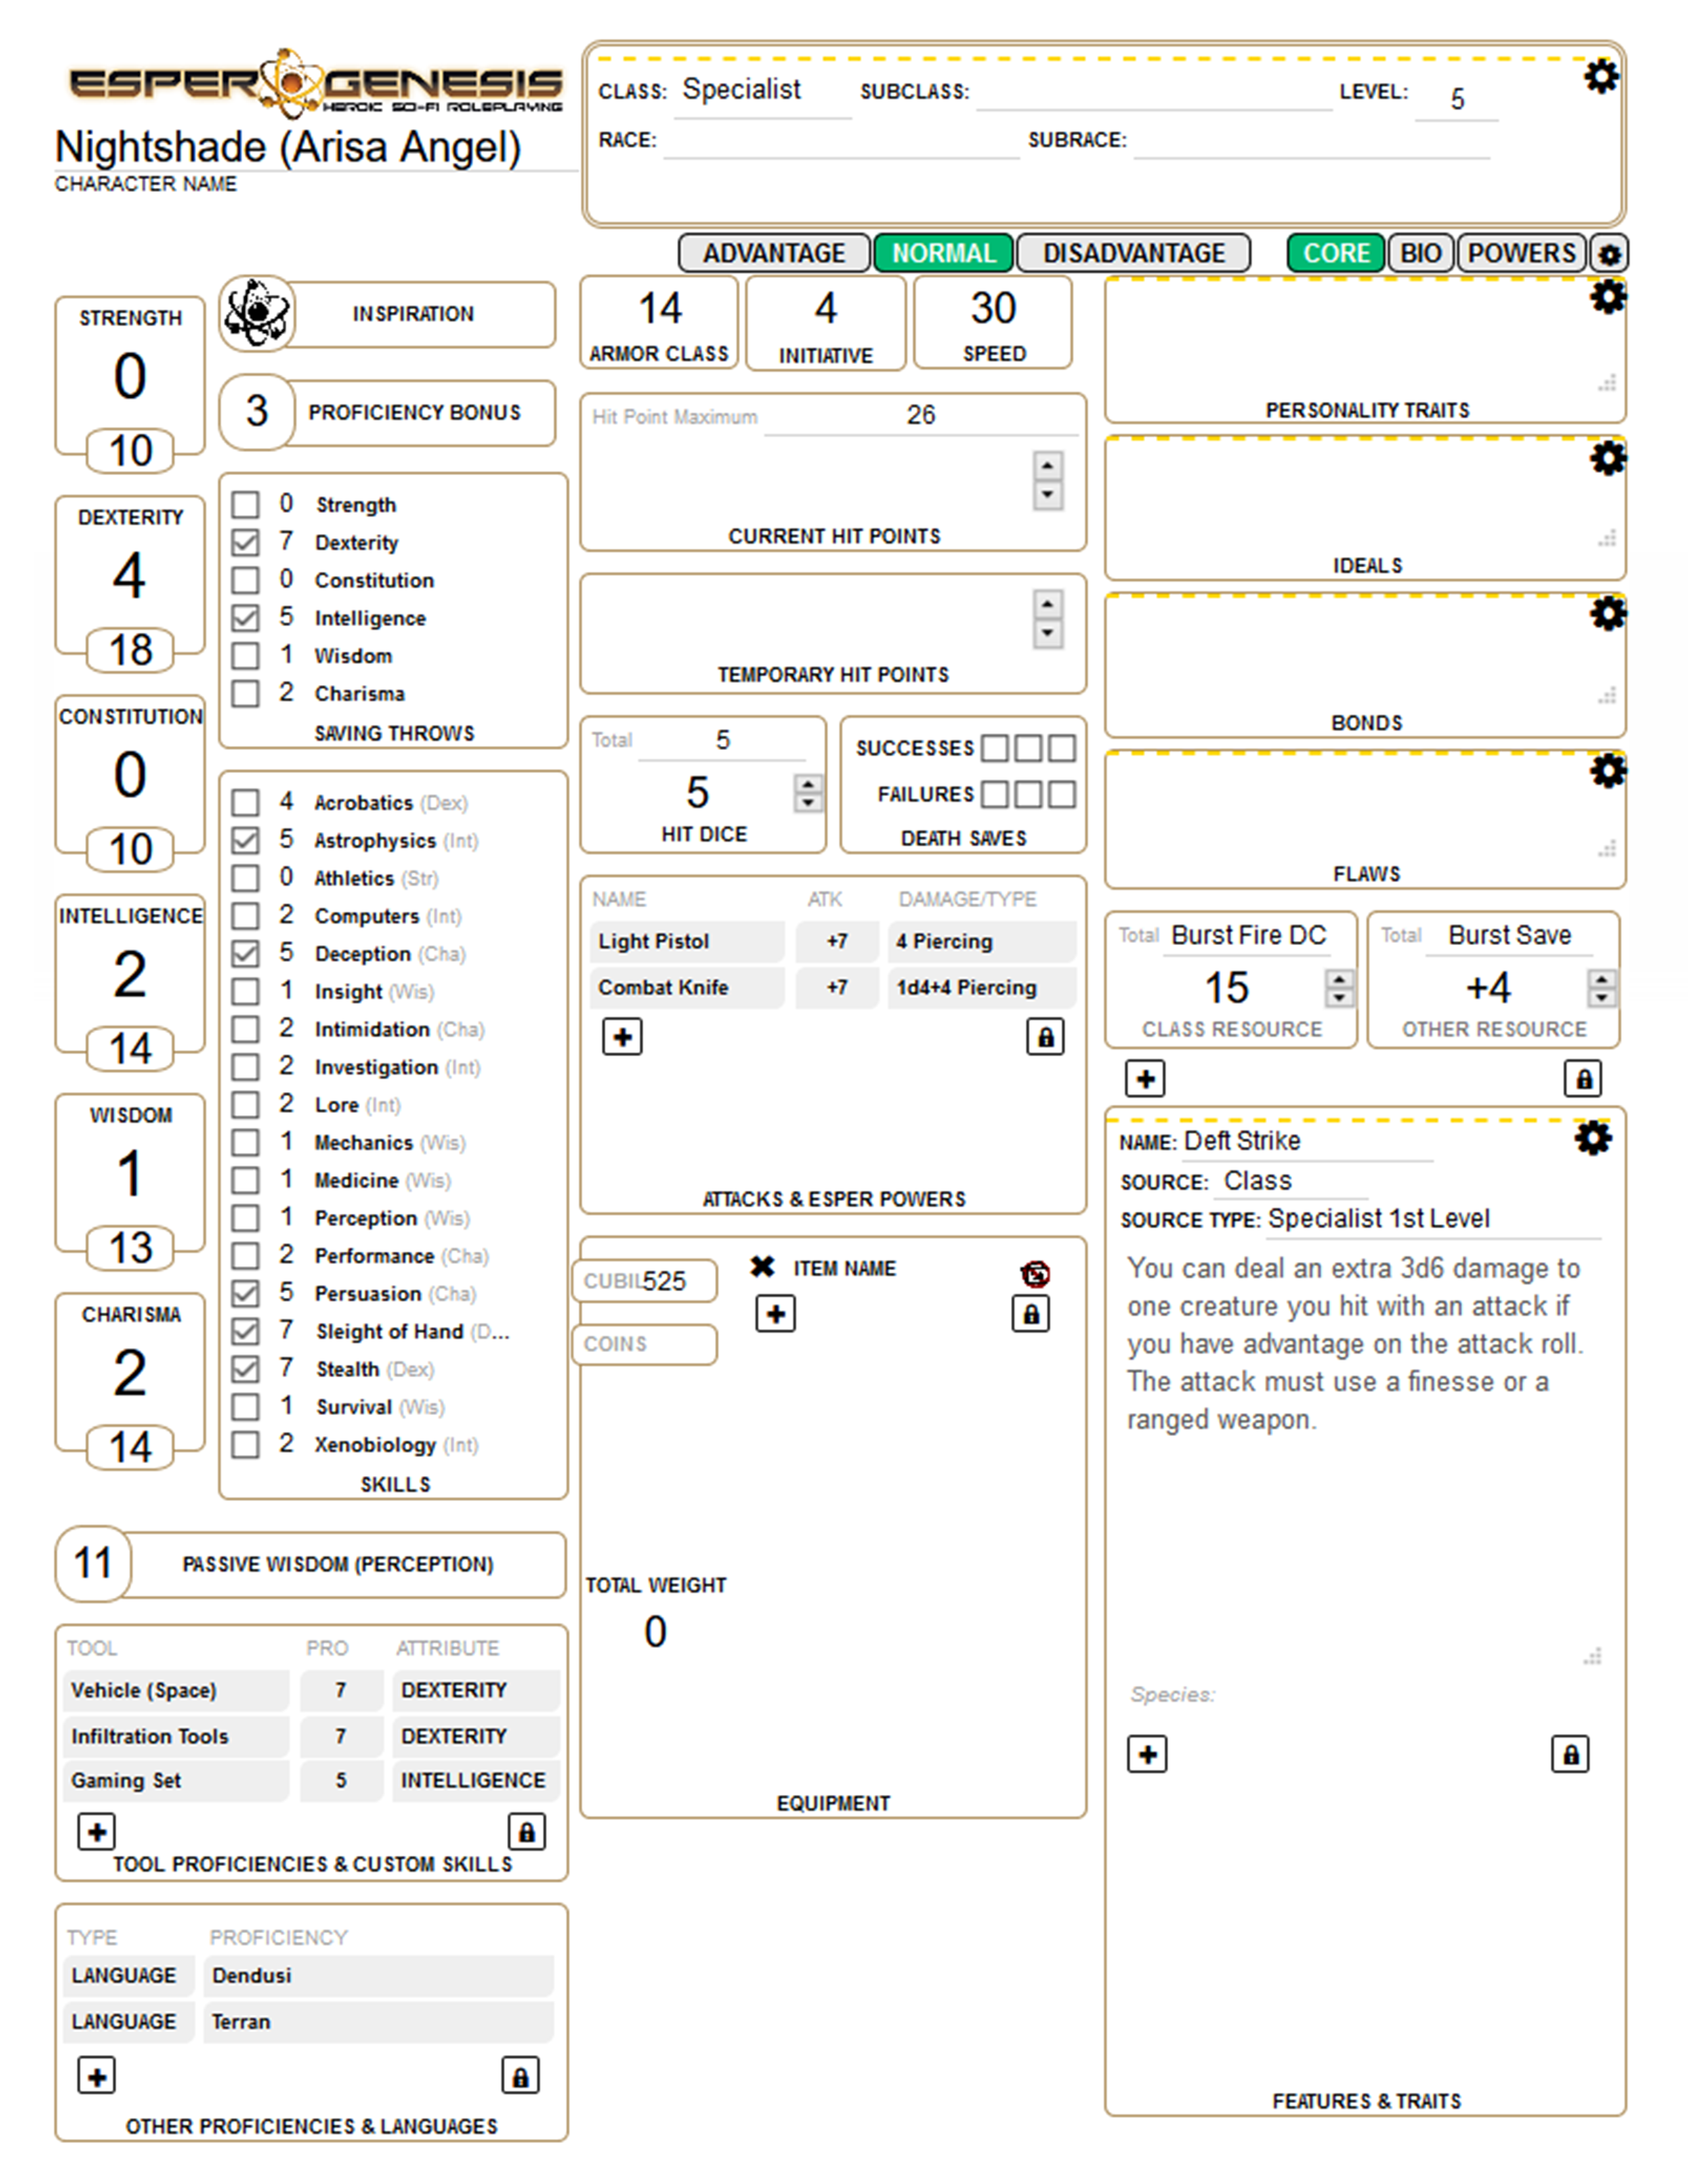 ESPER GENESIS
HEROIC SCI-FI ROLEPLAYING
Nightshade (Arisa Angel)
CHARACTER NAME
CLASS: Specialist SUBCLASS: LEVEL: 5
RACE: SUBRACE:
ADVANTAGE NORMAL DISADVANTAGE CORE BIO POWERS
STRENGTH
0
10
DEXTERITY
4
18
CONSTITUTION
0
10
INTELLIGENCE
2
14
WISDOM
1
13
CHARISMA
2
14
INSPIRATION
3 PROFICIENCY BONUS
0 Strength
7 Dexterity
0 Constitution
5 Intelligence
1 Wisdom
2 Charisma
SAVING THROWS
4 Acrobatics (Dex)
5 Astrophysics (Int)
0 Athletics (Str)
2 Computers (Int)
5 Deception (Cha)
1 Insight (Wis)
2 Intimidation (Cha)
2 Investigation (Int)
2 Lore (Int)
1 Mechanics (Wis)
1 Medicine (Wis)
1 Perception (Wis)
2 Performance (Cha)
5 Persuasion (Cha)
7 Sleight of Hand (D...
7 Stealth (Dex)
1 Survival (Wis)
2 Xenobiology (Int)
SKILLS
11 PASSIVE WISDOM (PERCEPTION)
TOOL PRO ATTRIBUTE
Vehicle (Space) 7 DEXTERITY
Infiltration Tools 7 DEXTERITY
Gaming Set 5 INTELLIGENCE
TOOL PROFICIENCIES & CUSTOM SKILLS
TYPE PROFICIENCY
LANGUAGE Dendusi
LANGUAGE Terran
OTHER PROFICIENCIES & LANGUAGES
14 4 30
ARMOR CLASS INITIATIVE SPEED
Hit Point Maximum 26
CURRENT HIT POINTS
TEMPORARY HIT POINTS
Total 5
5
HIT DICE
SUCCESSES
FAILURES
DEATH SAVES
NAME ATK DAMAGE/TYPE
Light Pistol +7 4 Piercing
Combat Knife +7 1d4+4 Piercing
ATTACKS & ESPER POWERS
CUBIL 525 ITEM NAME
COINS
TOTAL WEIGHT
0
EQUIPMENT
PERSONALITY TRAITS
IDEALS
BONDS
FLAWS
Total Burst Fire DC
15
CLASS RESOURCE
Total Burst Save
+4
OTHER RESOURCE
NAME: Deft Strike
SOURCE: Class
SOURCE TYPE: Specialist 1st Level
You can deal an extra 3d6 damage to
one creature you hit with an attack if
you have advantage on the attack roll.
The attack must use a finesse or a
ranged weapon.
Species:
FEATURES & TRAITS